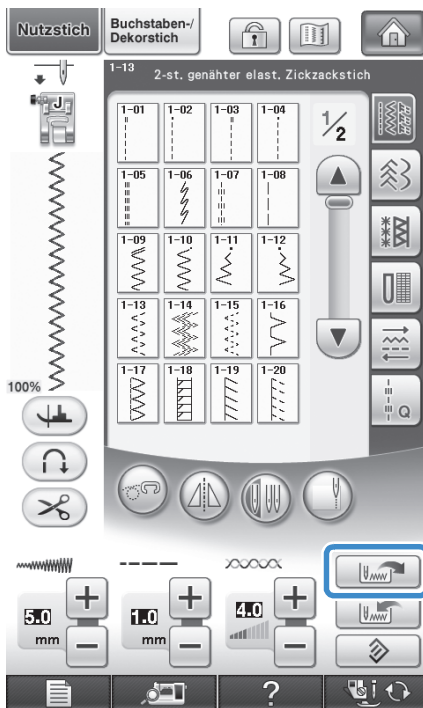 Nutzstich
Buchstaben-/
Dekorstich
1-13
2-st. genähter elast. Zickzackstich
J
1-01 1-02 1-03 1-04
1/2
1-05 1-06 1-07 1-08
1-09 1-10 1-11 1-12
1-13 1-14 1-15 1-16
1-17 1-18 1-19 1-20
100%
Q
5.0 + 1.0 + 4.0 +
mm − mm − −
?